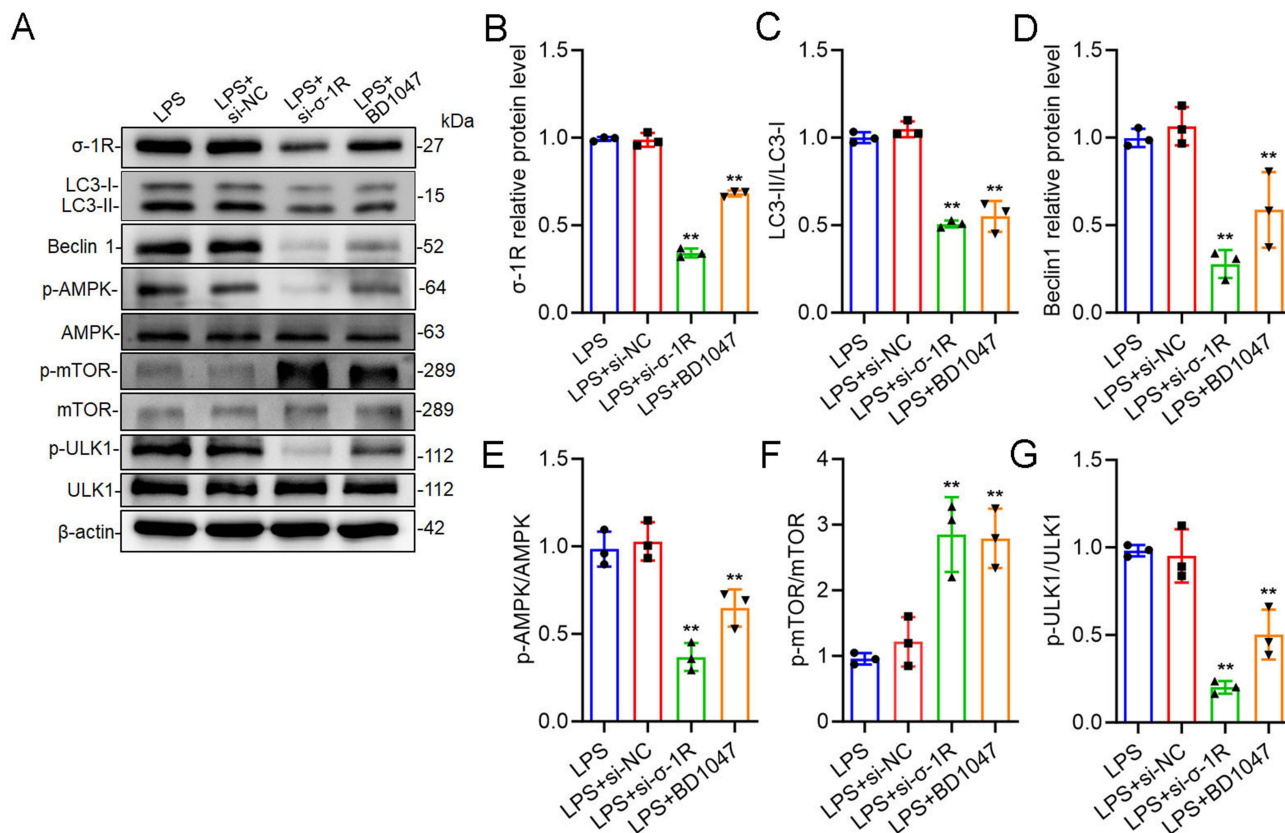 A
LPS
LPS+
si-NC
LPS+
si-σ-1R
LPS+
BD1047
kDa
σ-1R- -27
LC3-I-
LC3-II- -15
Beclin 1- -52
p-AMPK- -64
AMPK- -63
p-mTOR- -289
mTOR- -289
p-ULK1- -112
ULK1- -112
β-actin- -42
B
σ-1R relative protein level
1.5
1.0
0.5
0.0
**
**
LPS
LPS+si-NC
LPS+si-σ-1R
LPS+BD1047
C
LC3-II/LC3-I
1.5
1.0
0.5
0.0
**
**
LPS
LPS+si-NC
LPS+si-σ-1R
LPS+BD1047
D
Beclin1 relative protein level
1.5
1.0
0.5
0.0
**
**
LPS
LPS+si-NC
LPS+si-σ-1R
LPS+BD1047
E
p-AMPK/AMPK
1.5
1.0
0.5
0.0
**
**
LPS
LPS+si-NC
LPS+si-σ-1R
LPS+BD1047
F
p-mTOR/mTOR
4
3
2
1
0
**
**
LPS
LPS+si-NC
LPS+si-σ-1R
LPS+BD1047
G
p-ULK1/ULK1
1.5
1.0
0.5
0.0
**
**
LPS
LPS+si-NC
LPS+si-σ-1R
LPS+BD1047